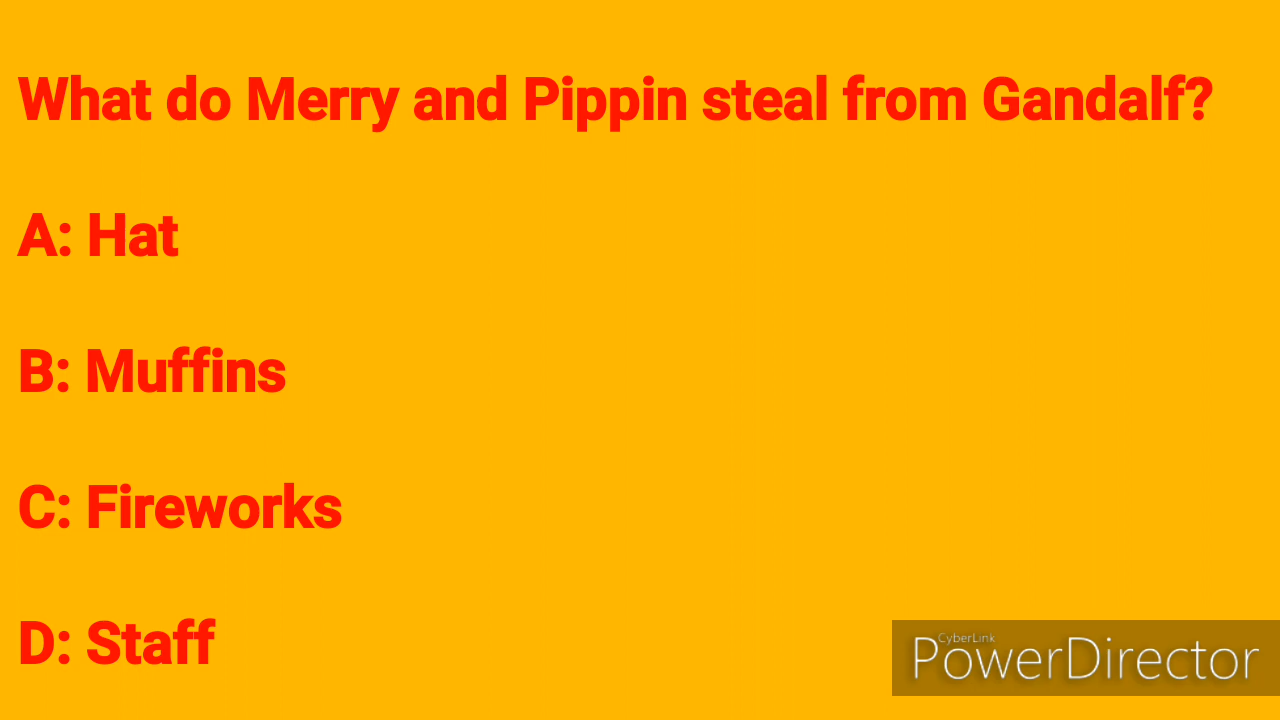 What do Merry and Pippin steal from Gandalf?
A: Hat
B: Muffins
C: Fireworks
D: Staff
CyberLink
PowerDirector